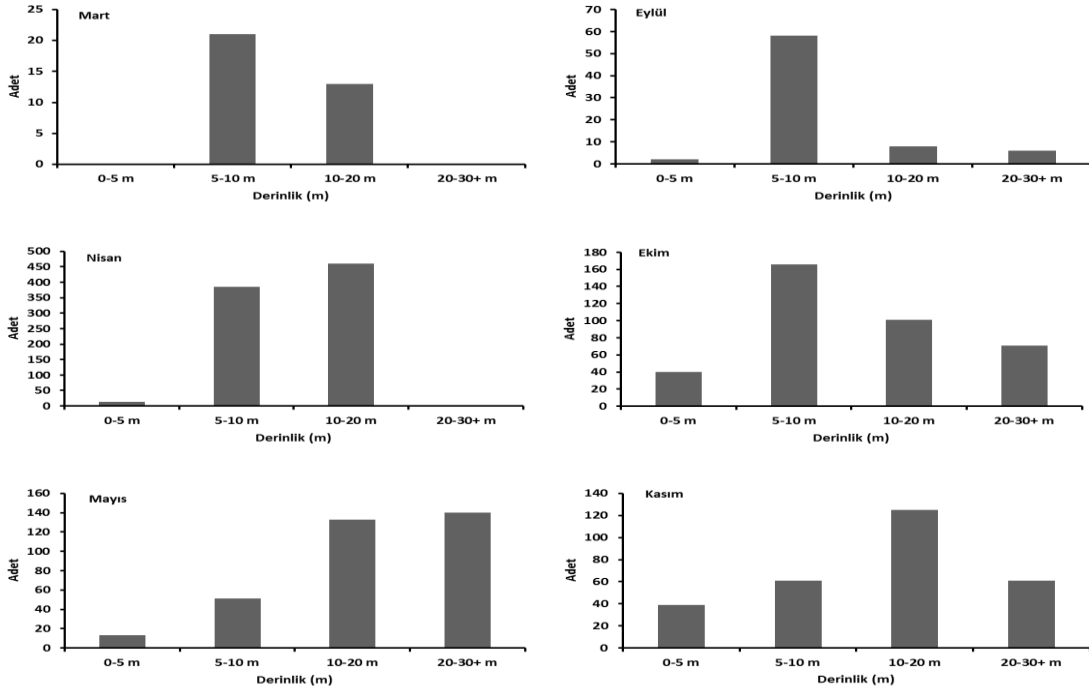 Mart
25
20
15
10
5
0
Adet
0-5 m 5-10 m 10-20 m 20-30+ m
Derinlik (m)
Eylül
70
60
50
40
30
20
10
0
Adet
0-5 m 5-10 m 10-20 m 20-30+ m
Derinlik (m)
Nisan
500
450
400
350
300
250
200
150
100
50
0
Adet
0-5 m 5-10 m 10-20 m 20-30+ m
Derinlik (m)
Ekim
180
160
140
120
100
80
60
40
20
0
Adet
0-5 m 5-10 m 10-20 m 20-30+ m
Derinlik (m)
Mayıs
160
140
120
100
80
60
40
20
0
Adet
0-5 m 5-10 m 10-20 m 20-30+ m
Derinlik (m)
Kasım
140
120
100
80
60
40
20
0
Adet
0-5 m 5-10 m 10-20 m 20-30+ m
Derinlik (m)